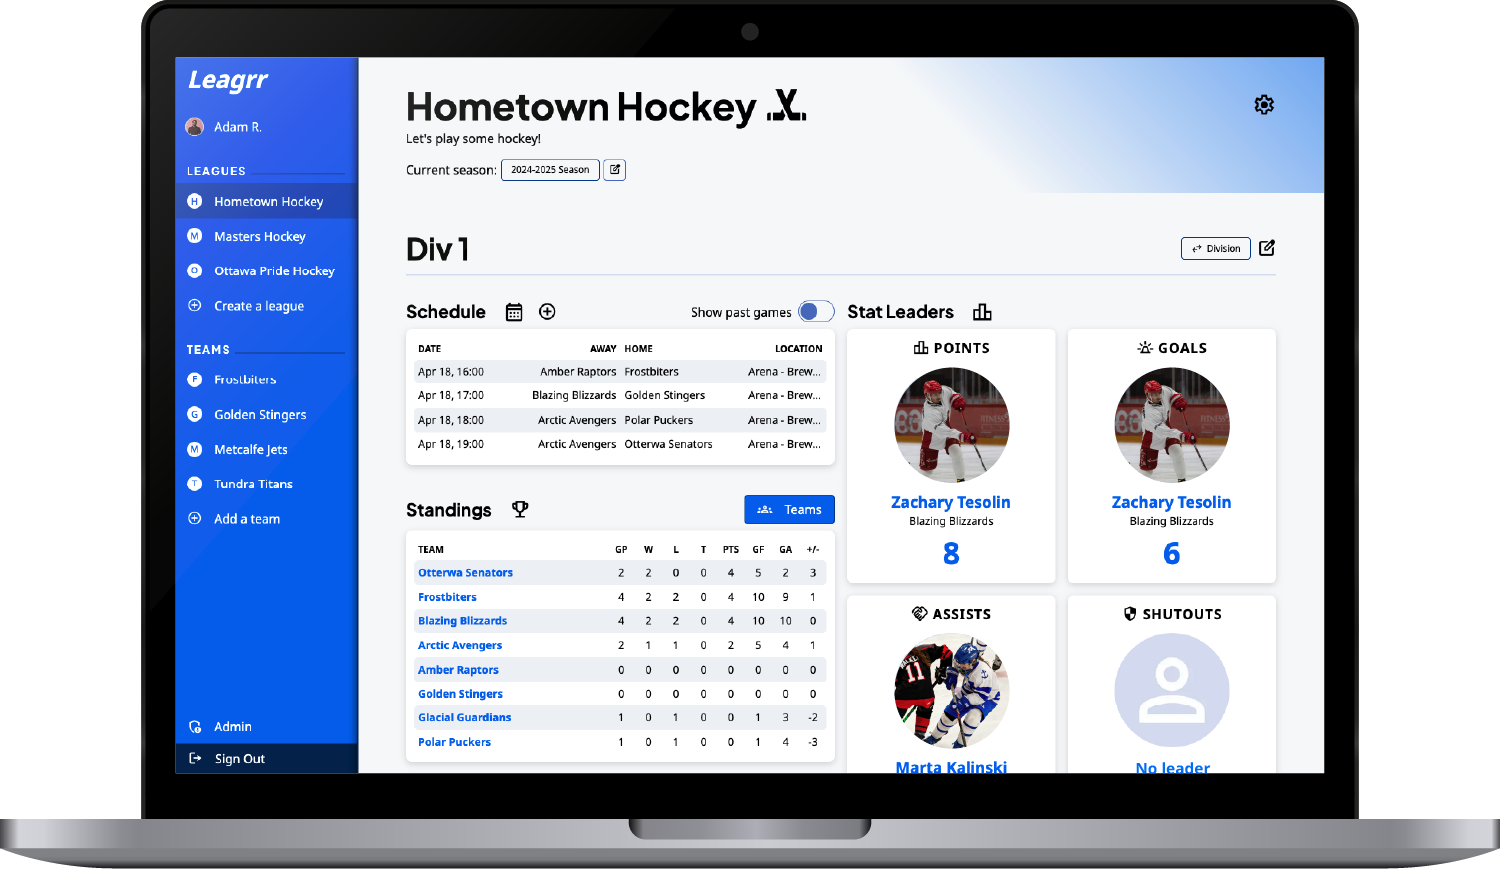 Leagrr
Adam R.
LEAGUES
H Hometown Hockey
M Masters Hockey
O Ottawa Pride Hockey
Create a league
TEAMS
F Frostbiters
G Golden Stingers
M Metcalfe Jets
T Tundra Titans
Add a team
Admin
Sign Out
Hometown Hockey
Let's play some hockey!
Current season: 2024-2025 Season
Div 1
Division
Schedule
Show past games
DATE AWAY HOME LOCATION
Apr 18, 16:00 Amber Raptors Frostbiters Arena - Brew...
Apr 18, 17:00 Blazing Blizzards Golden Stingers Arena - Brew...
Apr 18, 18:00 Arctic Avengers Polar Puckers Arena - Brew...
Apr 18, 19:00 Arctic Avengers Otterwa Senators Arena - Brew...
Standings
Teams
TEAM GP W L T PTS GF GA +/-
Otterwa Senators 2 2 0 0 4 5 2 3
Frostbiters 4 2 2 0 4 10 9 1
Blazing Blizzards 4 2 2 0 4 10 10 0
Arctic Avengers 2 1 1 0 2 5 4 1
Amber Raptors 0 0 0 0 0 0 0 0
Golden Stingers 0 0 0 0 0 0 0 0
Glacial Guardians 1 0 1 0 0 1 3 -2
Polar Puckers 1 0 1 0 0 1 4 -3
Stat Leaders
POINTS
Zachary Tesolin
Blazing Blizzards
8
GOALS
Zachary Tesolin
Blazing Blizzards
6
ASSISTS
11
Marta Kalinski
SHUTOUTS
No leader